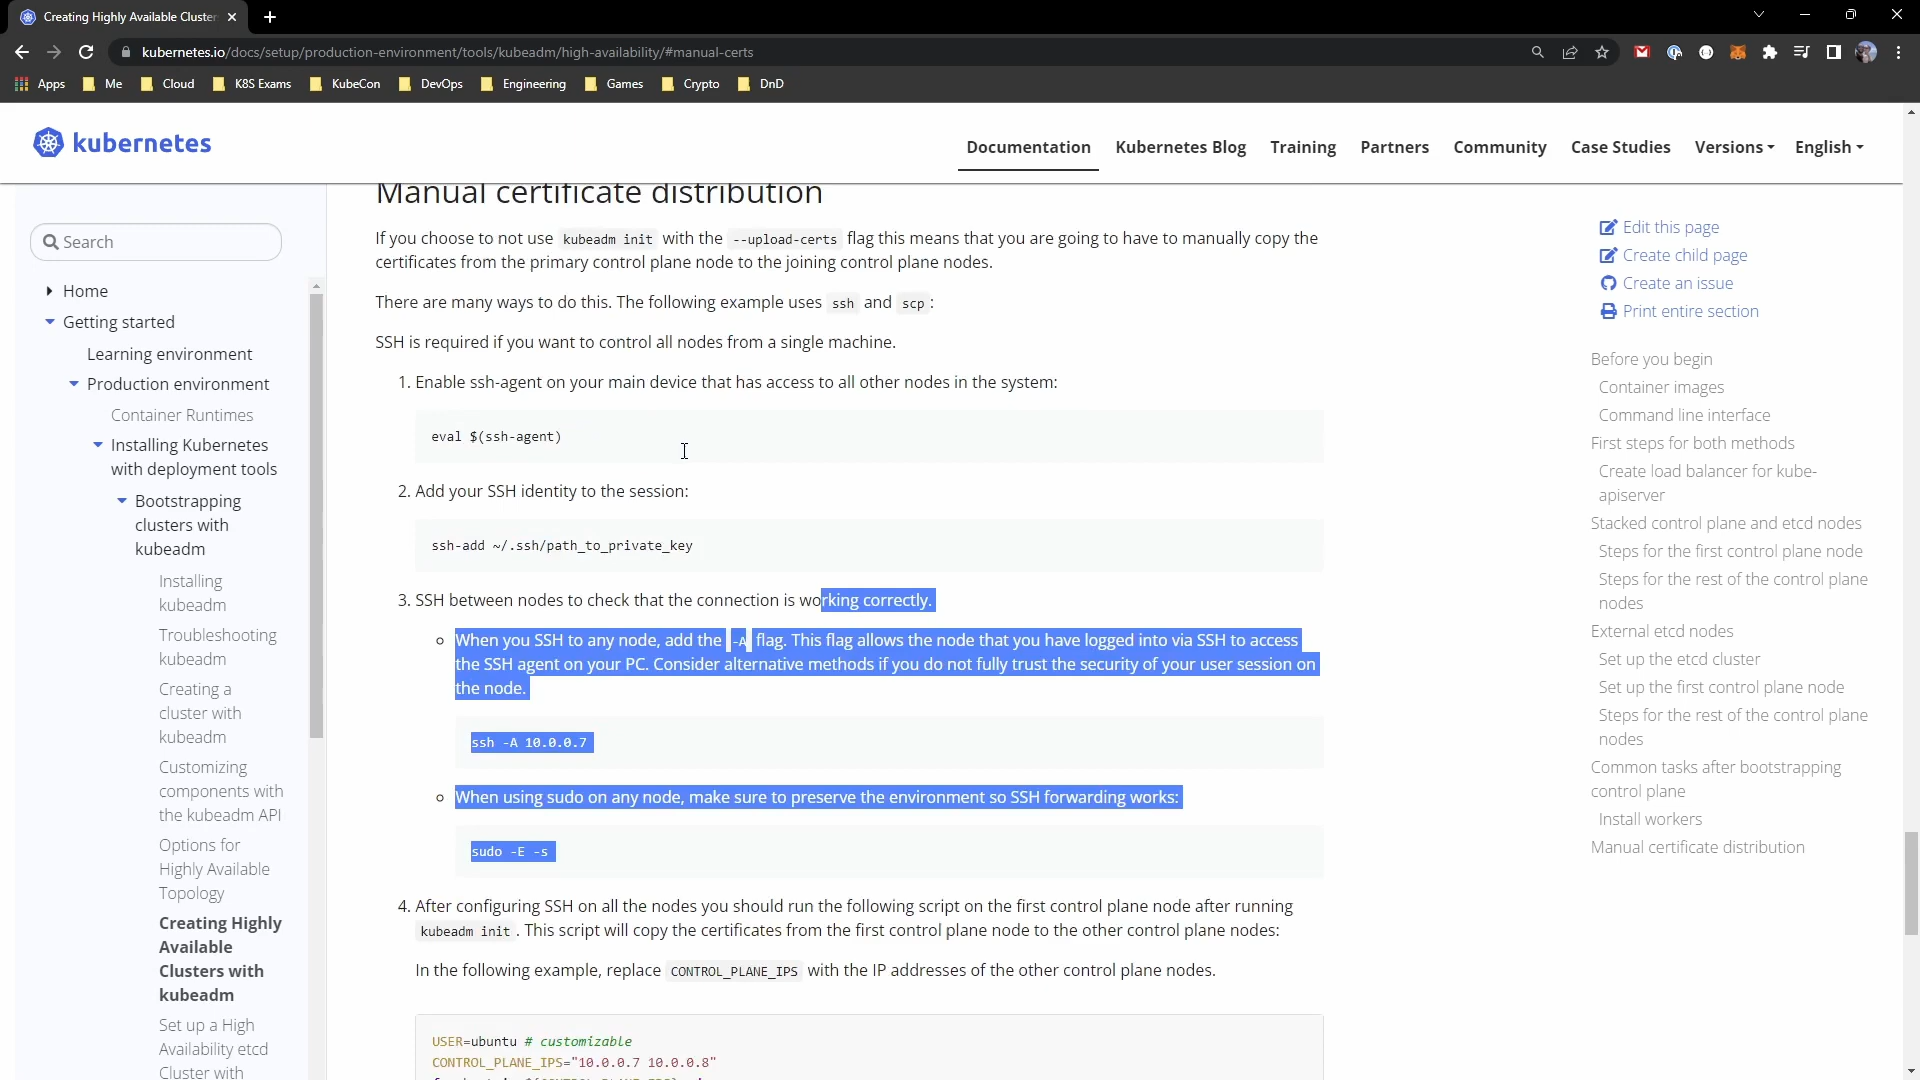 Creating Highly Available Cluster
kubernetes.io/docs/setup/production-environment/tools/kubeadm/high-availability/#manual-certs
Apps Me Cloud K8S Exams KubeCon DevOps Engineering Games Crypto DnD
kubernetes
Documentation Kubernetes Blog Training Partners Community Case Studies Versions English
Search
Home
Getting started
Learning environment
Production environment
Container Runtimes
Installing Kubernetes
with deployment tools
Bootstrapping
clusters with
kubeadm
Installing
kubeadm
Troubleshooting
kubeadm
Creating a
cluster with
kubeadm
Customizing
components with
the kubeadm API
Options for
Highly Available
Topology
Creating Highly
Available
Clusters with
kubeadm
Set up a High
Availability etcd
Cluster with
Manual certificate distribution
If you choose to not use kubeadm init with the --upload-certs flag this means that you are going to have to manually copy the
certificates from the primary control plane node to the joining control plane nodes.
There are many ways to do this. The following example uses ssh and scp :
SSH is required if you want to control all nodes from a single machine.
1. Enable ssh-agent on your main device that has access to all other nodes in the system:
eval $(ssh-agent)
2. Add your SSH identity to the session:
ssh-add ~/.ssh/path_to_private_key
3. SSH between nodes to check that the connection is working correctly.
When you SSH to any node, add the -A flag. This flag allows the node that you have logged into via SSH to access
the SSH agent on your PC. Consider alternative methods if you do not fully trust the security of your user session on
the node.
ssh -A 10.0.0.7
When using sudo on any node, make sure to preserve the environment so SSH forwarding works:
sudo -E -s
4. After configuring SSH on all the nodes you should run the following script on the first control plane node after running
kubeadm init . This script will copy the certificates from the first control plane node to the other control plane nodes:
In the following example, replace CONTROL_PLANE_IPS with the IP addresses of the other control plane nodes.
USER=ubuntu # customizable
CONTROL_PLANE_IPS="10.0.0.7 10.0.0.8"
Edit this page
Create child page
Create an issue
Print entire section
Before you begin
Container images
Command line interface
First steps for both methods
Create load balancer for kube-
apiserver
Stacked control plane and etcd nodes
Steps for the first control plane node
Steps for the rest of the control plane
nodes
External etcd nodes
Set up the etcd cluster
Set up the first control plane node
Steps for the rest of the control plane
nodes
Common tasks after bootstrapping
control plane
Install workers
Manual certificate distribution